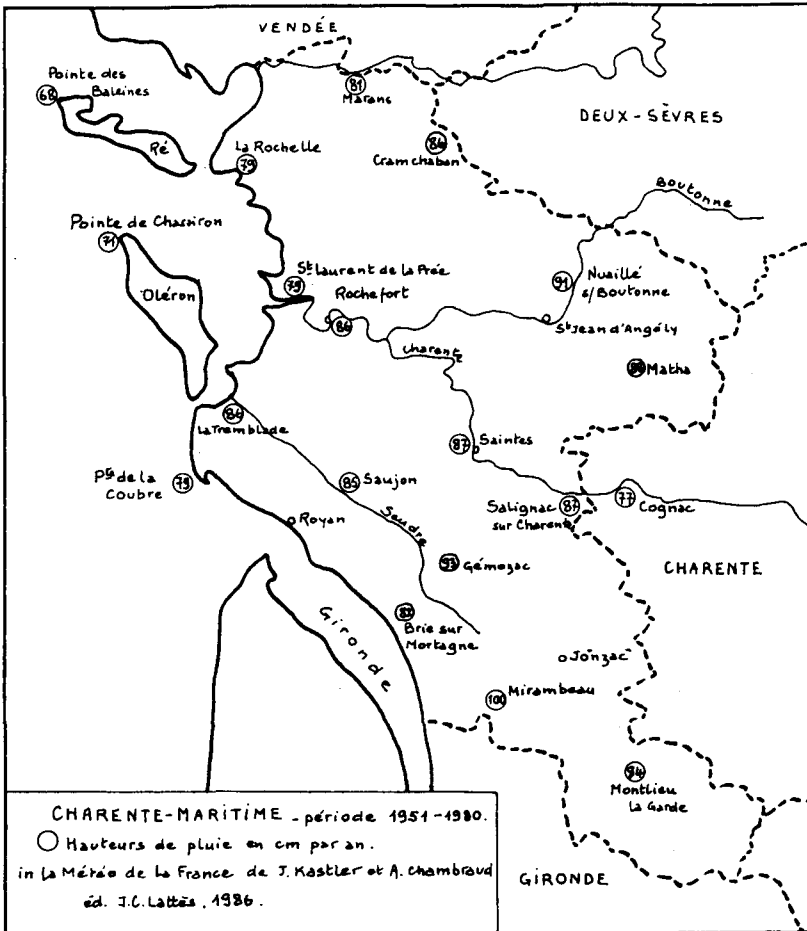 VENDÉE
Pointe des
Baleines
68
Ré
81
Marans
DEUX-SÈVRES
84
Cramchaban
La Rochelle
79
Boutonne
Pointe de Chassiron
71
Oléron
St Laurent de la Prée
79
Rochefort
86
91
Nuaillé
s/Boutonne
St Jean d'Angély
Charente
Matha
86
La Tremblade
87
Saintes
Pte de la
Coubre
79
85
Saujon
Salignac
sur Charente
87
77
Cognac
Royan
Seudre
93
Gémozac
CHARENTE
Gironde
Brie sur
Mortagne
Jonzac
100
Mirambeau
94
Montlieu
la Garde
GIRONDE
CHARENTE-MARITIME - période 1951-1980.
Hauteurs de pluie en cm par an.
in la Météo de la France de J. Kastler et A. Chambraud
éd. J.C. Lattès, 1986.